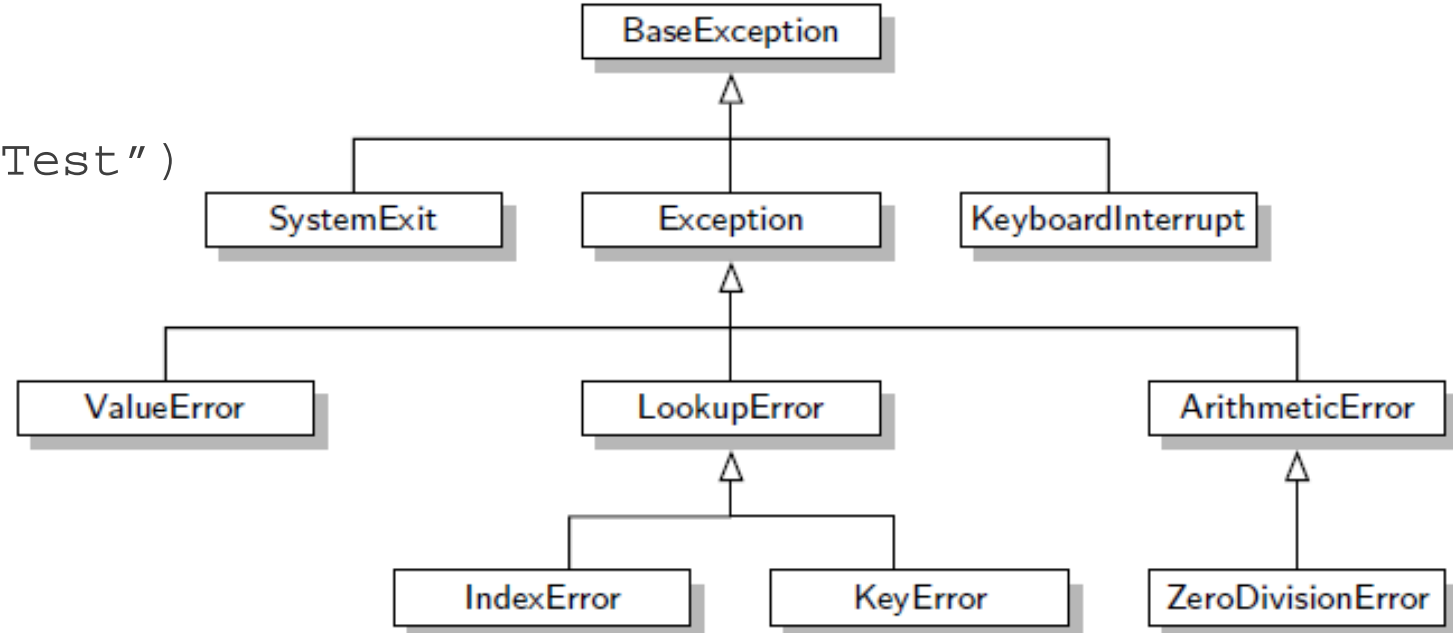 BaseException
Test”)
SystemExit Exception KeyboardInterrupt
ValueError LookupError ArithmeticError
IndexError KeyError ZeroDivisionError